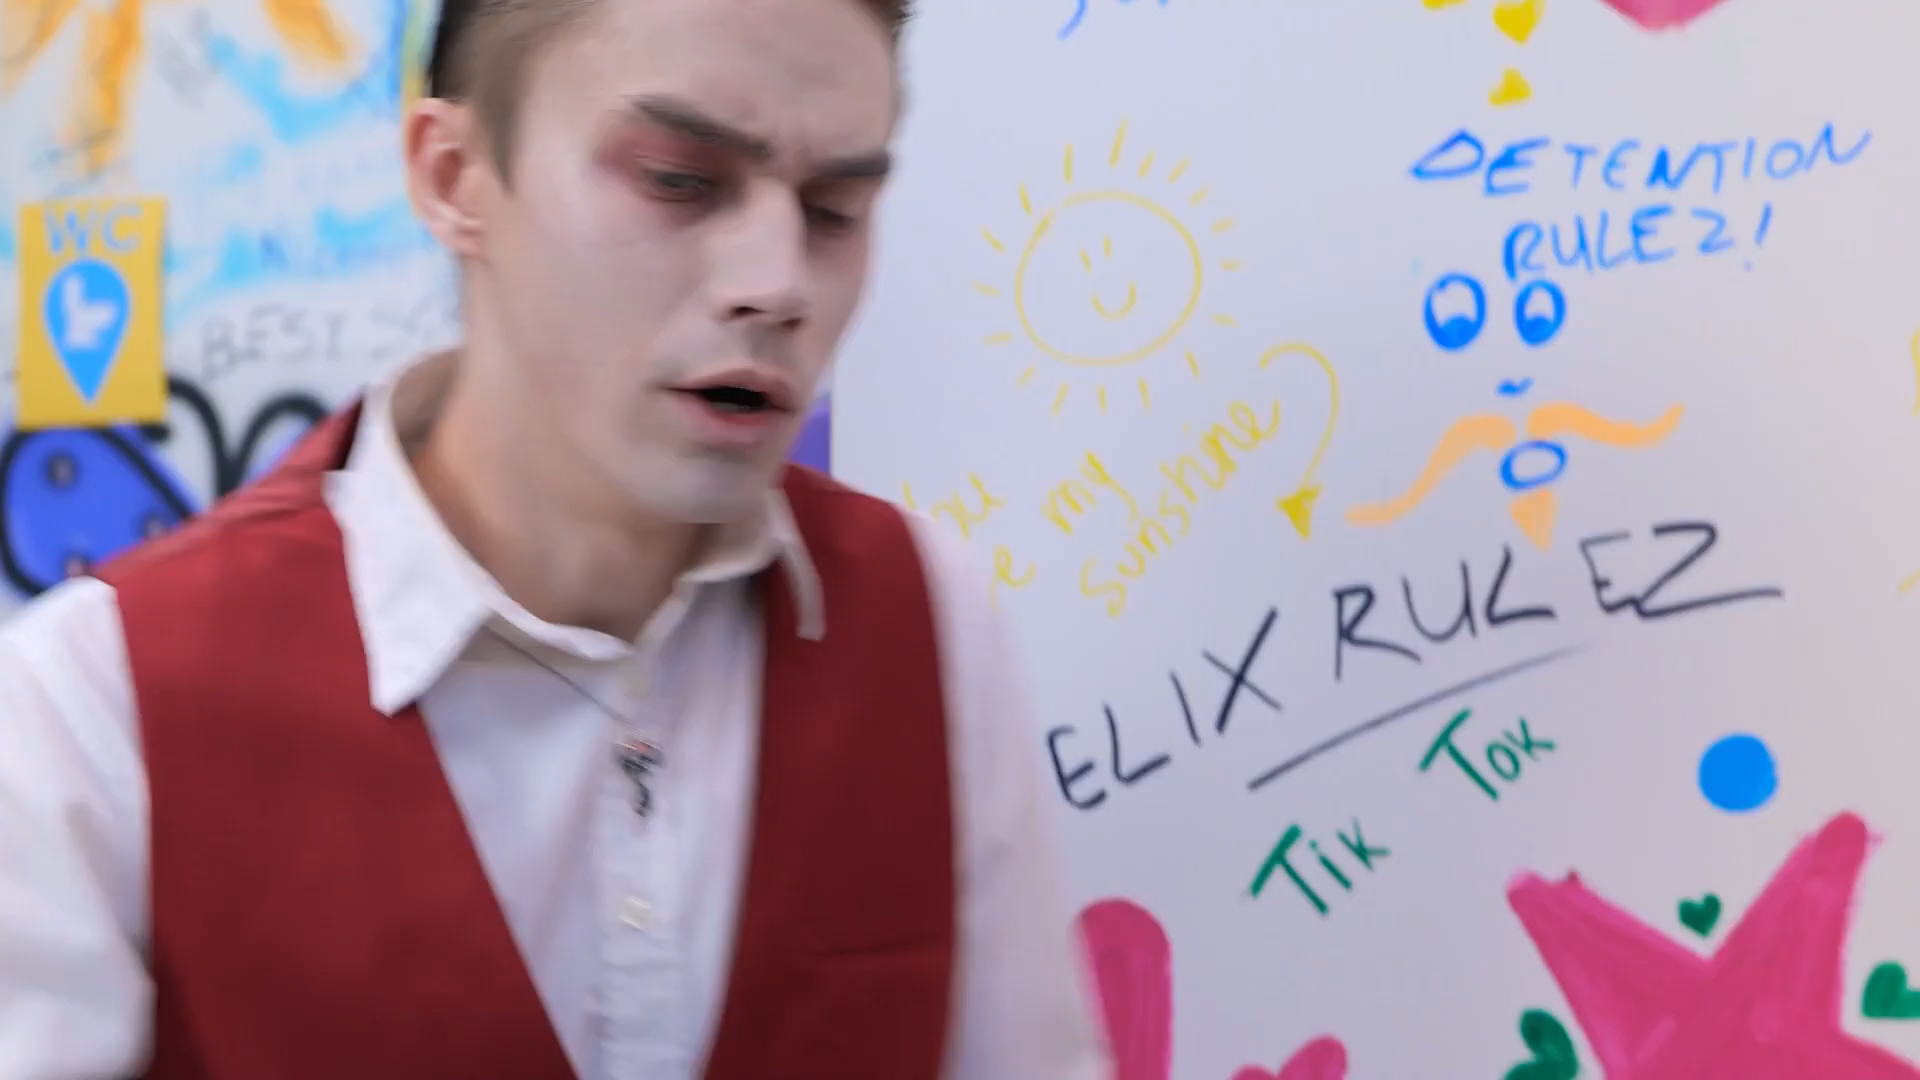 WC
BEST
DETENTION
RULEZ!
my
sunshine
ELIX RULEZ
TIK TOK